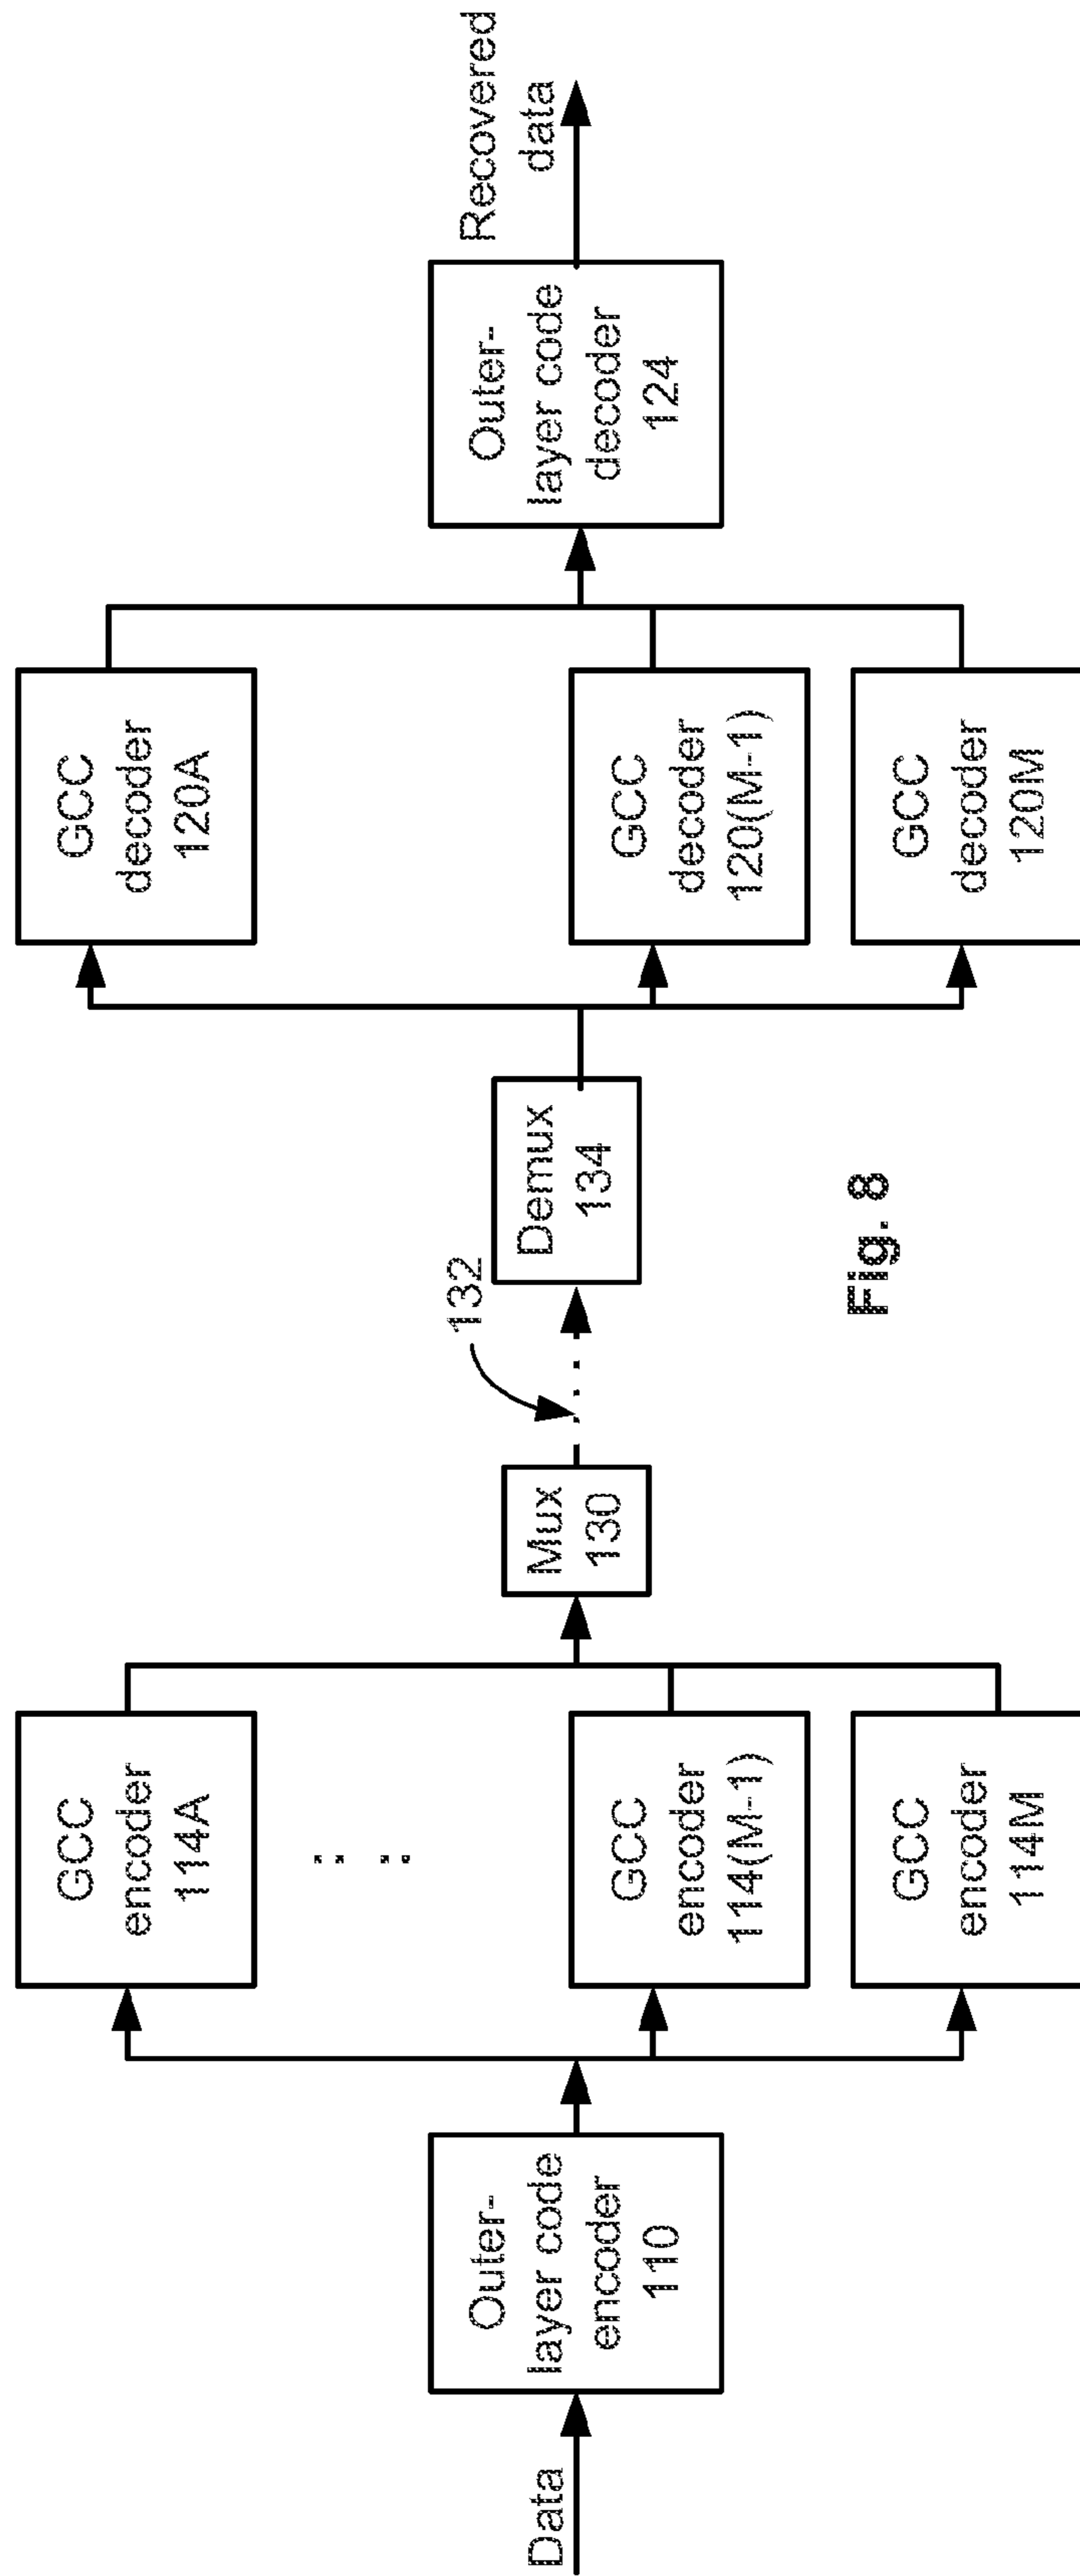 Data
Outer-
layer code
encoder
110
GCC
encoder
114A
GCC
encoder
114(M-1)
GCC
encoder
114M
Mux
130
132
Demux
134
GCC
decoder
120A
GCC
decoder
120(M-1)
GCC
decoder
120M
Outer-
layer code
decoder
124
Recovered
data
Fig. 8